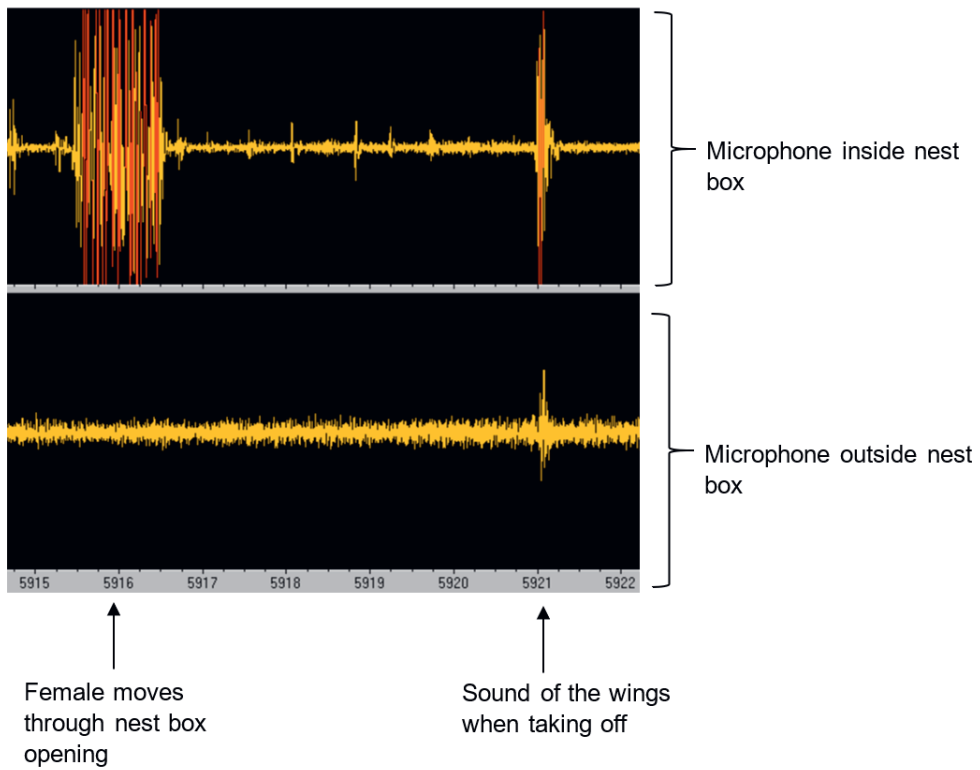 Microphone inside nest
box
Microphone outside nest
box
5915 5916 5917 5918 5919 5920 5921 5922
Female moves
through nest box
opening
Sound of the wings
when taking off